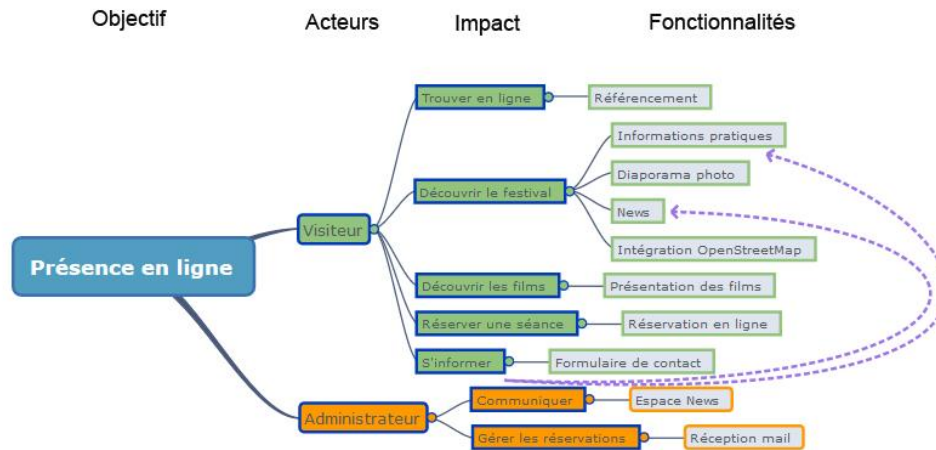 Objectif
Acteurs
Impact
Fonctionnalités
Présence en ligne
Visiteur
Trouver en ligne
Référencement
Découvrir le festival
Informations pratiques
Diaporama photo
News
Intégration OpenStreetMap
Découvrir les films
Présentation des films
Réserver une séance
Réservation en ligne
S'informer
Formulaire de contact
Administrateur
Communiquer
Espace News
Gérer les réservations
Réception mail